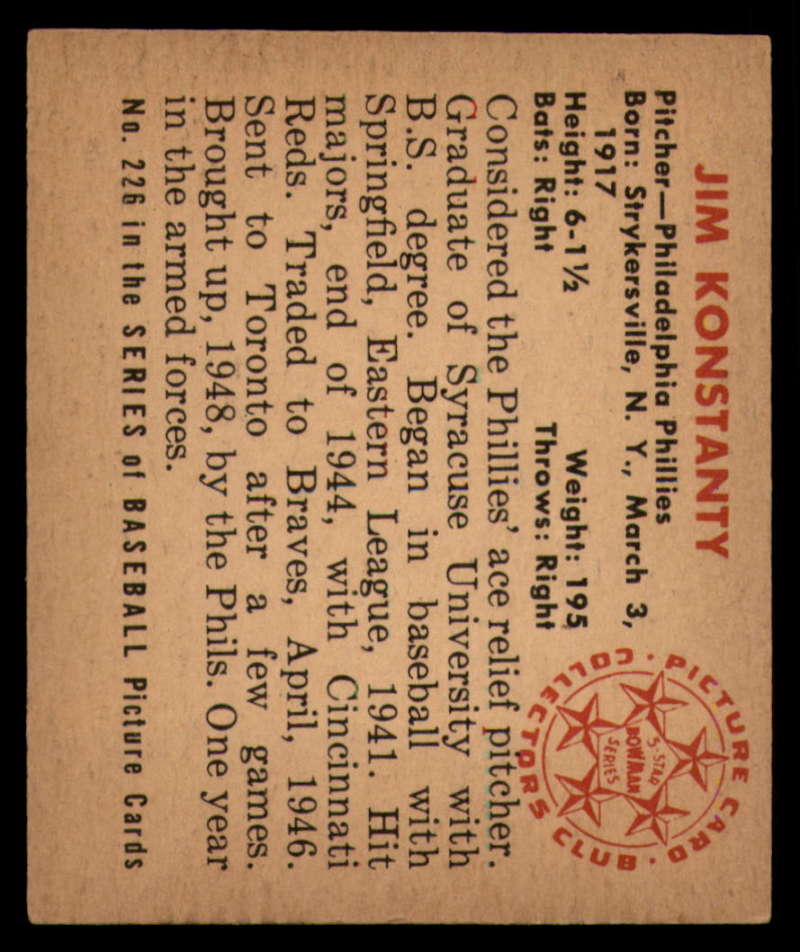 JIM KONSTANTY
Pitcher—Philadelphia Phillies
Born: Strykersville, N. Y., March 3,
1917
Height: 6-1½ Weight: 195
Bats: Right Throws: Right
Considered the Phillies' ace relief pitcher.
Graduate of Syracuse University with
B.S. degree. Began in baseball with
Springfield, Eastern League, 1941. Hit
majors, end of 1944, with Cincinnati
Reds. Traded to Braves, April, 1946.
Sent to Toronto after a few games.
Brought up, 1948, by the Phils. One year
in the armed forces.
No. 226 in the SERIES of BASEBALL Picture Cards
PICTURE CARD · COLLECTORS CLUB ·
5-STAR
BOWMAN
SERIES